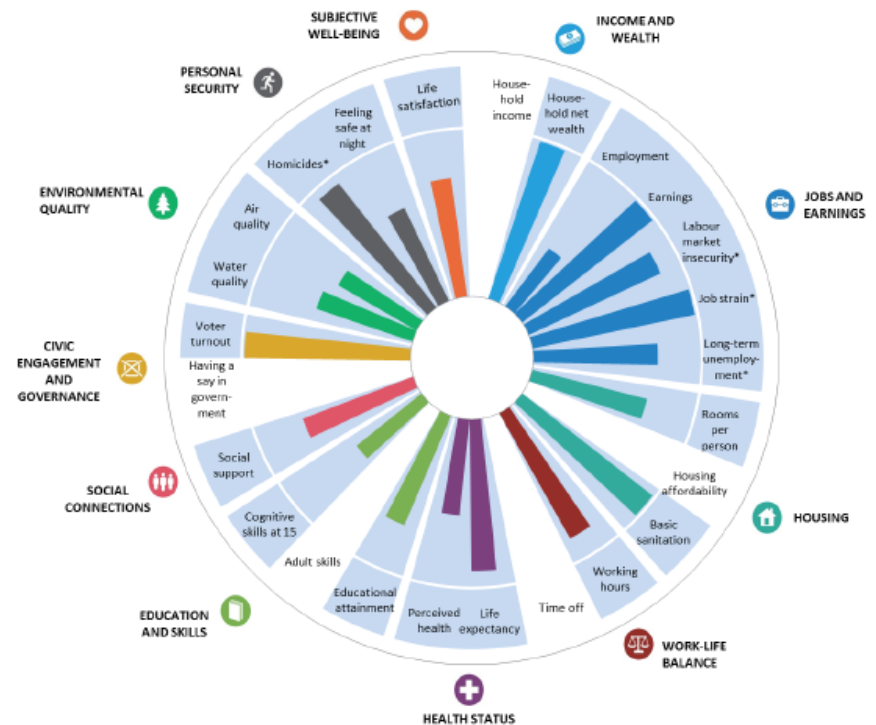 SUBJECTIVE
WELL-BEING
INCOME AND
WEALTH
PERSONAL
SECURITY
ENVIRONMENTAL
QUALITY
JOBS AND
EARNINGS
CIVIC
ENGAGEMENT
AND
GOVERNANCE
SOCIAL
CONNECTIONS
HOUSING
EDUCATION
AND SKILLS
WORK-LIFE
BALANCE
HEALTH STATUS
Life
satisfaction
House-
hold
income
House-
hold net
wealth
Employment
Earnings
Labour
market
insecurity*
Job strain*
Long-term
unemploy-
ment*
Rooms
per
person
Housing
affordability
Basic
sanitation
Working
hours
Time off
Life
expectancy
Perceived
health
Educational
attainment
Adult skills
Cognitive
skills at 15
Social
support
Having a
say in
govern-
ment
Voter
turnout
Water
quality
Air
quality
Homicides*
Feeling
safe at
night